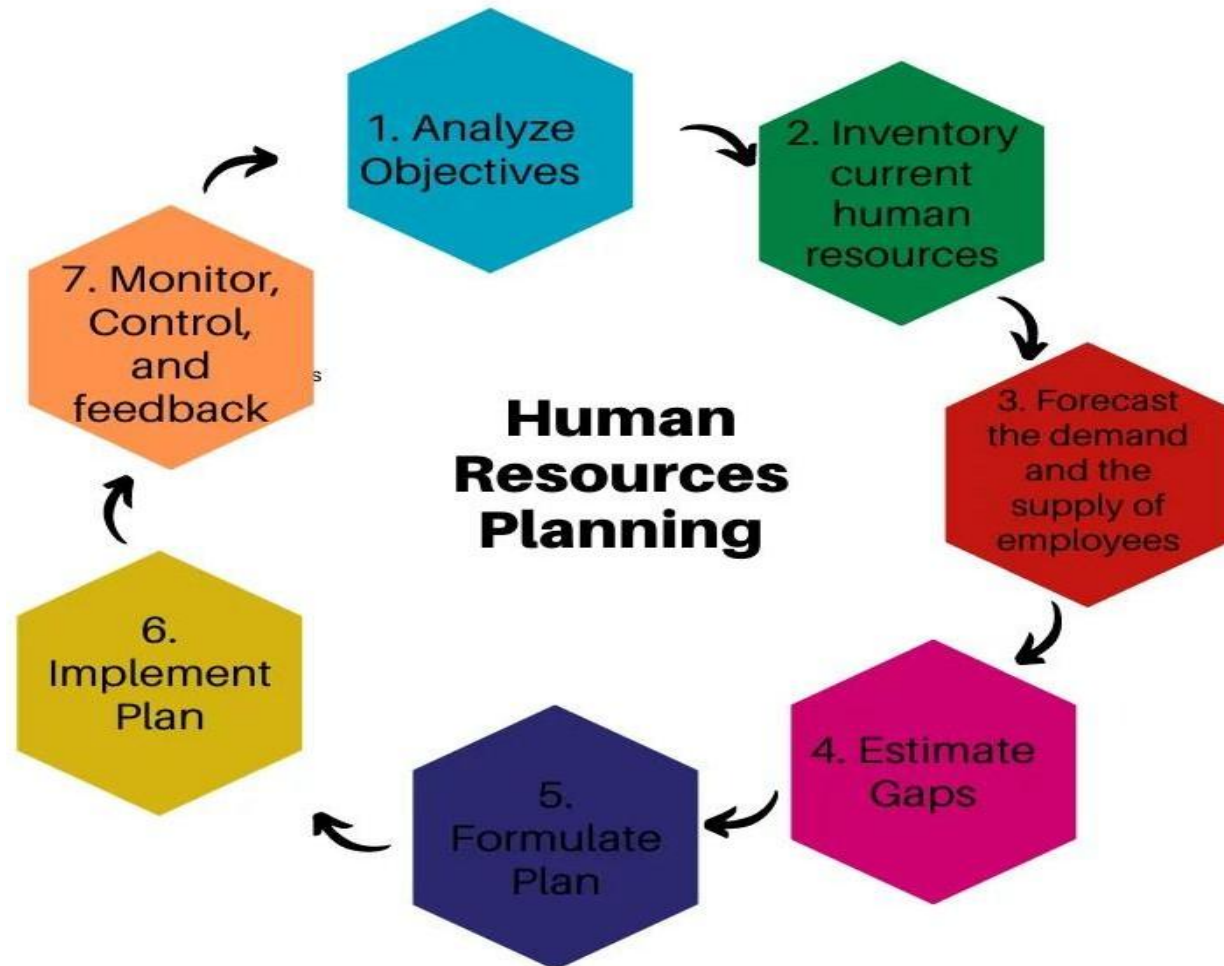 1. Analyze
Objectives
2. Inventory
current
human
resources
3. Forecast
the demand
and the
supply of
employees
4. Estimate
Gaps
5.
Formulate
Plan
6.
Implement
Plan
7. Monitor,
Control,
and
feedback
s
Human
Resources
Planning